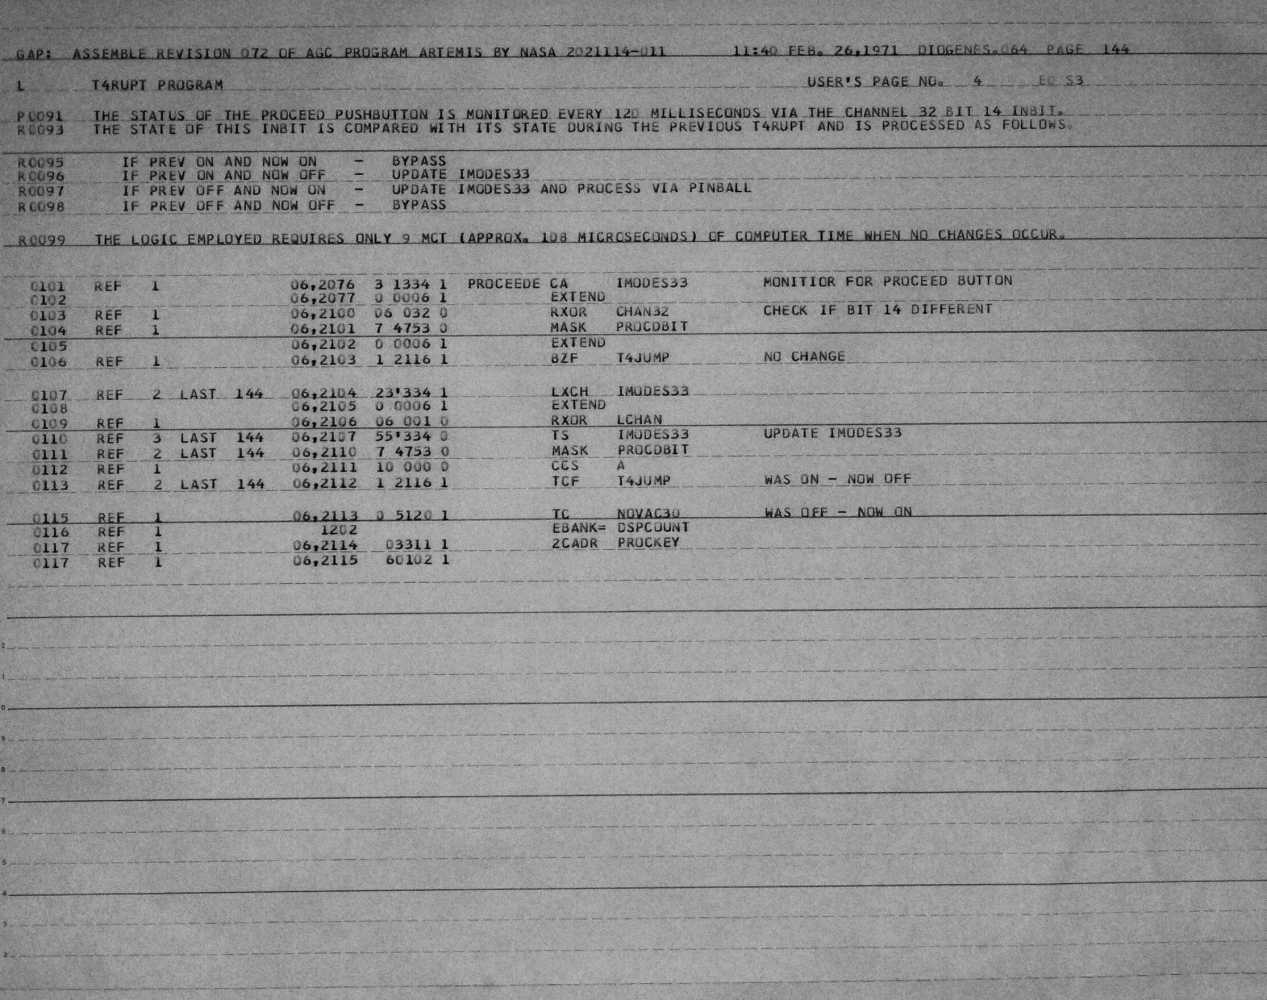 GAP: ASSEMBLE REVISION 072 OF AGC PROGRAM ARTEMIS BY NASA 2021114-011 11:40 FEB. 26,1971 DIOGENES.064 PAGE 144
L T4RUPT PROGRAM USER'S PAGE NO. 4 E0 S3
P0091 THE STATUS OF THE PROCEED PUSHBUTTON IS MONITORED EVERY 120 MILLISECONDS VIA THE CHANNEL 32 BIT 14 INBIT.
R0093 THE STATE OF THIS INBIT IS COMPARED WITH ITS STATE DURING THE PREVIOUS T4RUPT AND IS PROCESSED AS FOLLOWS.
R0095 IF PREV ON AND NOW ON - BYPASS
R0096 IF PREV ON AND NOW OFF - UPDATE IMODES33
R0097 IF PREV OFF AND NOW ON - UPDATE IMODES33 AND PROCESS VIA PINBALL
R0098 IF PREV OFF AND NOW OFF - BYPASS
R0099 THE LOGIC EMPLOYED REQUIRES ONLY 9 MCT (APPROX. 108 MICROSECONDS) OF COMPUTER TIME WHEN NO CHANGES OCCUR.
0101 REF 1 06,2076 3 1334 1 PROCEEDE CA IMODES33 MONITIOR FOR PROCEED BUTTON
0102 06,2077 0 0006 1 EXTEND
0103 REF 1 06,2100 06 032 0 RXOR CHAN32 CHECK IF BIT 14 DIFFERENT
0104 REF 1 06,2101 7 4753 0 MASK PROCDBIT
0105 06,2102 0 0006 1 EXTEND
0106 REF 1 06,2103 1 2116 1 BZF T4JUMP NO CHANGE
0107 REF 2 LAST 144 06,2104 23'334 1 LXCH IMODES33
0108 06,2105 0 0006 1 EXTEND
0109 REF 1 06,2106 06 001 0 RXOR LCHAN
0110 REF 3 LAST 144 06,2107 55'334 0 TS IMODES33 UPDATE IMODES33
0111 REF 2 LAST 144 06,2110 7 4753 0 MASK PROCDBIT
0112 REF 1 06,2111 10 000 0 CCS A
0113 REF 2 LAST 144 06,2112 1 2116 1 TCF T4JUMP WAS ON - NOW OFF
0115 REF 1 06,2113 0 5120 1 TC NOVAC30 WAS OFF - NOW ON
0116 REF 1 1202 EBANK= DSPCOUNT
0117 REF 1 06,2114 03311 1 2CADR PROCKEY
0117 REF 1 06,2115 60102 1